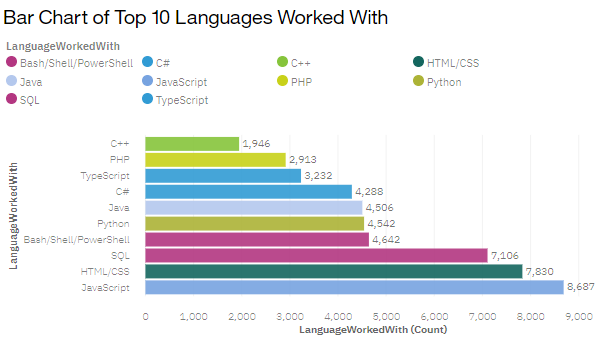 Bar Chart of Top 10 Languages Worked With
LanguageWorkedWith
Bash/Shell/PowerShell C# C++ HTML/CSS
Java JavaScript PHP Python
SQL TypeScript
LanguageWorkedWith
C++ 1,946
PHP 2,913
TypeScript 3,232
C# 4,288
Java 4,506
Python 4,542
Bash/Shell/PowerShell 4,642
SQL 7,106
HTML/CSS 7,830
JavaScript 8,687
0 1,000 2,000 3,000 4,000 5,000 6,000 7,000 8,000 9,000
LanguageWorkedWith (Count)